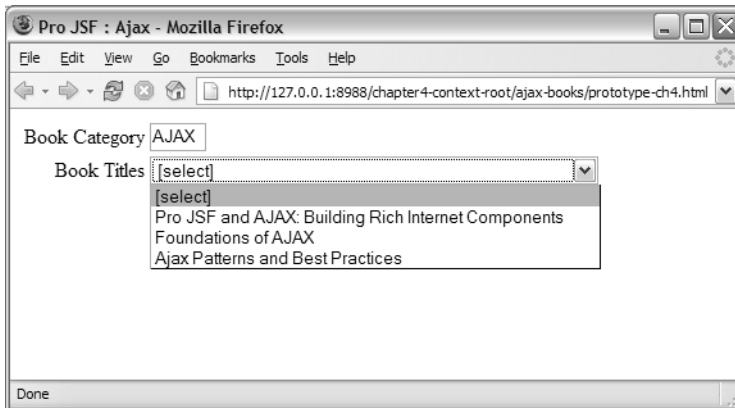 Pro JSF : Ajax - Mozilla Firefox
File Edit View Go Bookmarks Tools Help
http://127.0.0.1:8988/chapter4-context-root/ajax-books/prototype-ch4.html
Book Category AJAX
Book Titles [select]
[select]
Pro JSF and AJAX: Building Rich Internet Components
Foundations of AJAX
Ajax Patterns and Best Practices
Done